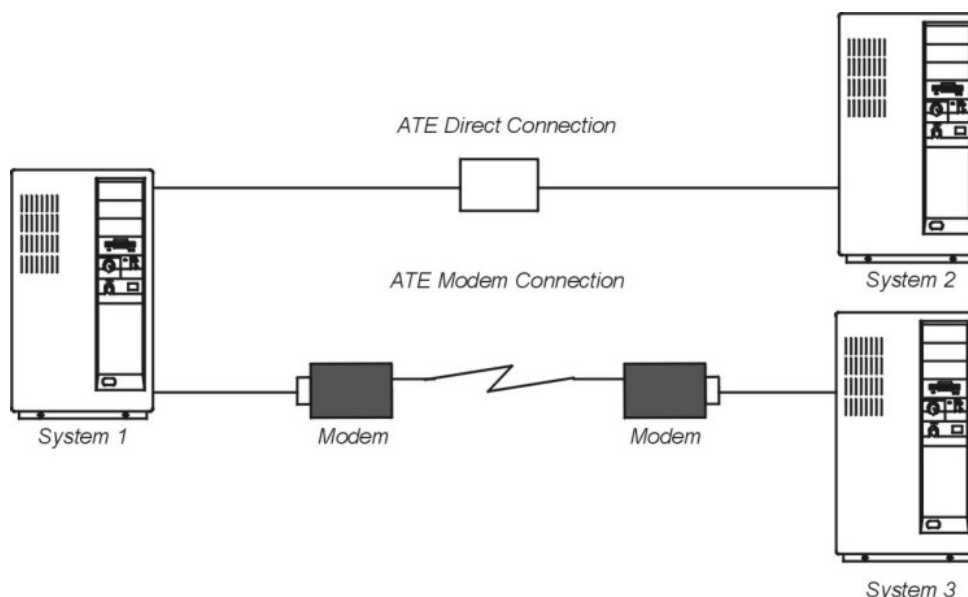 ATE Direct Connection
System 2
ATE Modem Connection
System 1
Modem
Modem
System 3